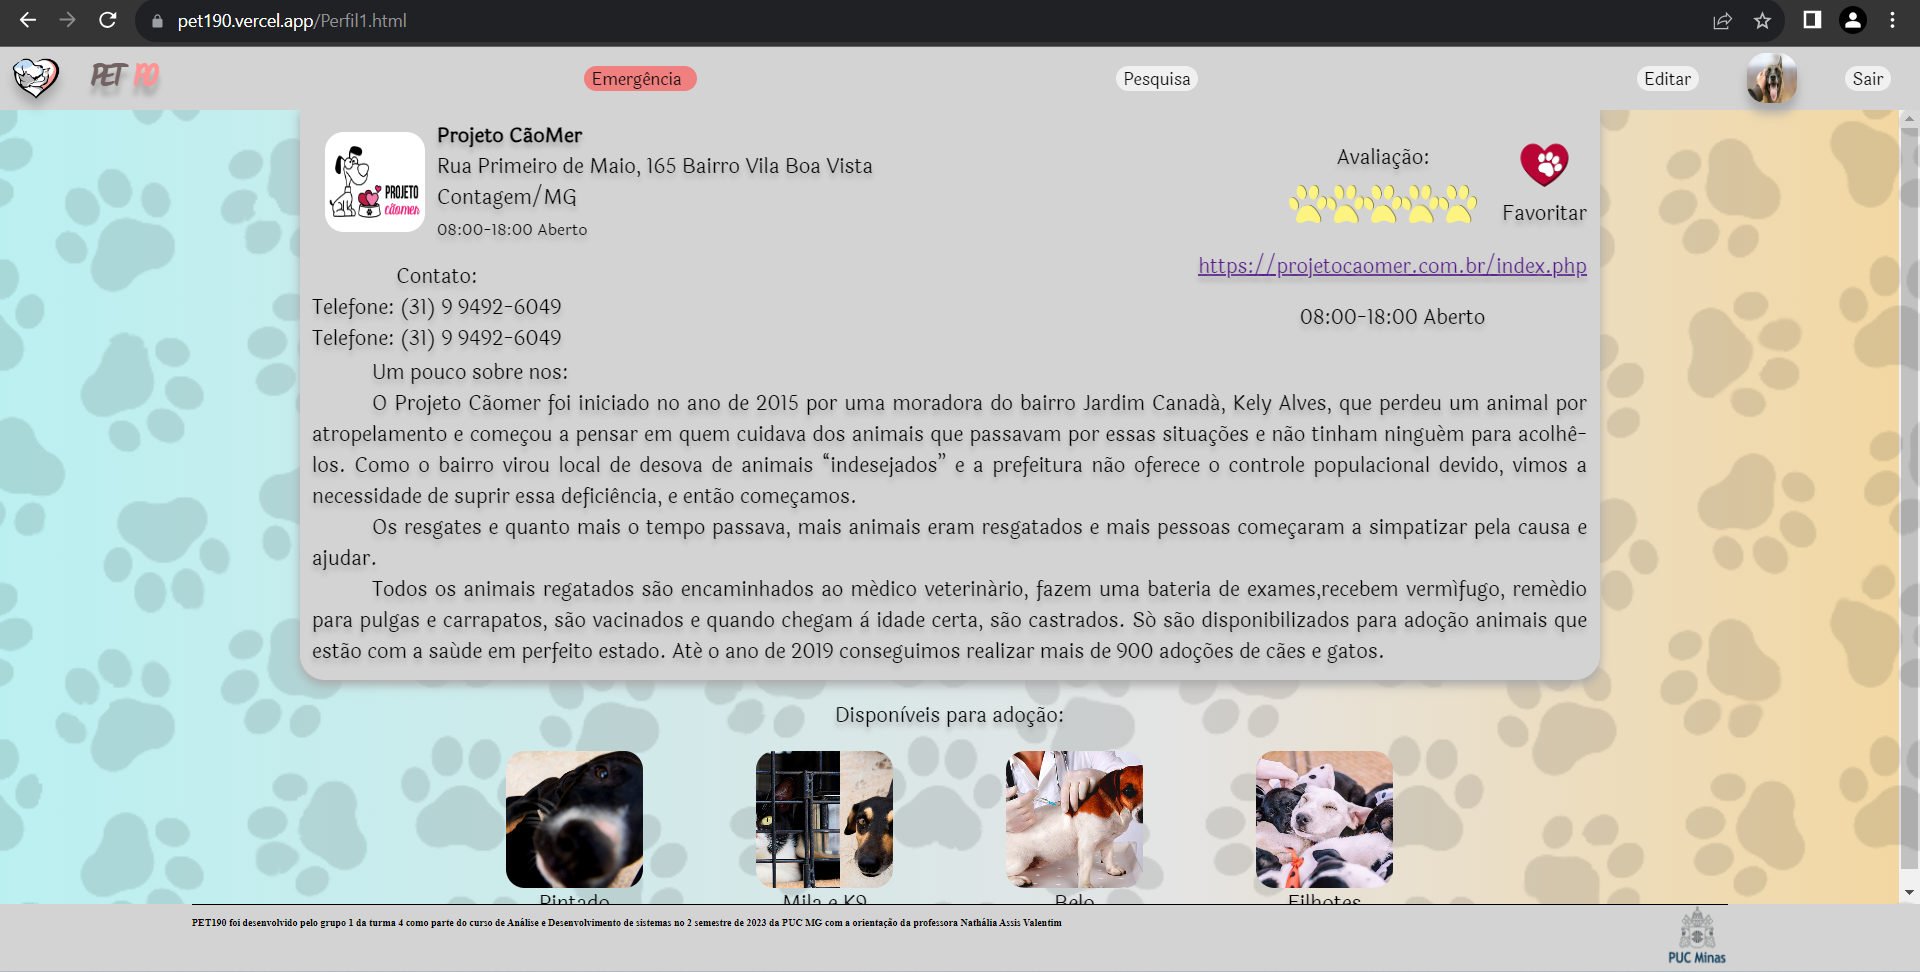 pet190.vercel.app/Perfil1.html
PET 190
Emergência
Pesquisa
Editar
Sair
PROJETO
cãomer
Projeto CãoMer
Rua Primeiro de Maio, 165 Bairro Vila Boa Vista
Contagem/MG
08:00-18:00 Aberto
Avaliação:
Favoritar
https://projetocaomer.com.br/index.php
08:00-18:00 Aberto
Contato:
Telefone: (31) 9 9492-6049
Telefone: (31) 9 9492-6049
Um pouco sobre nos:
O Projeto Cãomer foi iniciado no ano de 2015 por uma moradora do bairro Jardim Canadà, Kely Alves, que perdeu um animal por
atropelamento e começou a pensar em quem cuidava dos animais que passavam por essas situações e não tinham ninguèm para acolhê-
los. Como o bairro virou local de desova de animais “indesejados” e a prefeitura não oferece o controle populacional devido, vimos a
necessidade de suprir essa deficiência, e então começamos.
Os resgates e quanto mais o tempo passava, mais animais eram resgatados e mais pessoas começaram a simpatizar pela causa e
ajudar.
Todos os animais regatados são encaminhados ao mèdico veterinàrio, fazem uma bateria de exames,recebem vermìfugo, remèdio
para pulgas e carrapatos, são vacinados e quando chegam á idade certa, são castrados. Sò são disponibilizados para adoção animais que
estão com a saùde em perfeito estado. Atè o ano de 2019 conseguimos realizar mais de 900 adoções de cães e gatos.
Disponíveis para adoção:
Pintado
Mila e K9
Belo
Filhotes
PET190 foi desenvolvido pelo grupo 1 da turma 4 como parte do curso de Análise e Desenvolvimento de sistemas no 2 semestre de 2023 da PUC MG com a orientação da professora Nathália Assis Valentim
PUC Minas